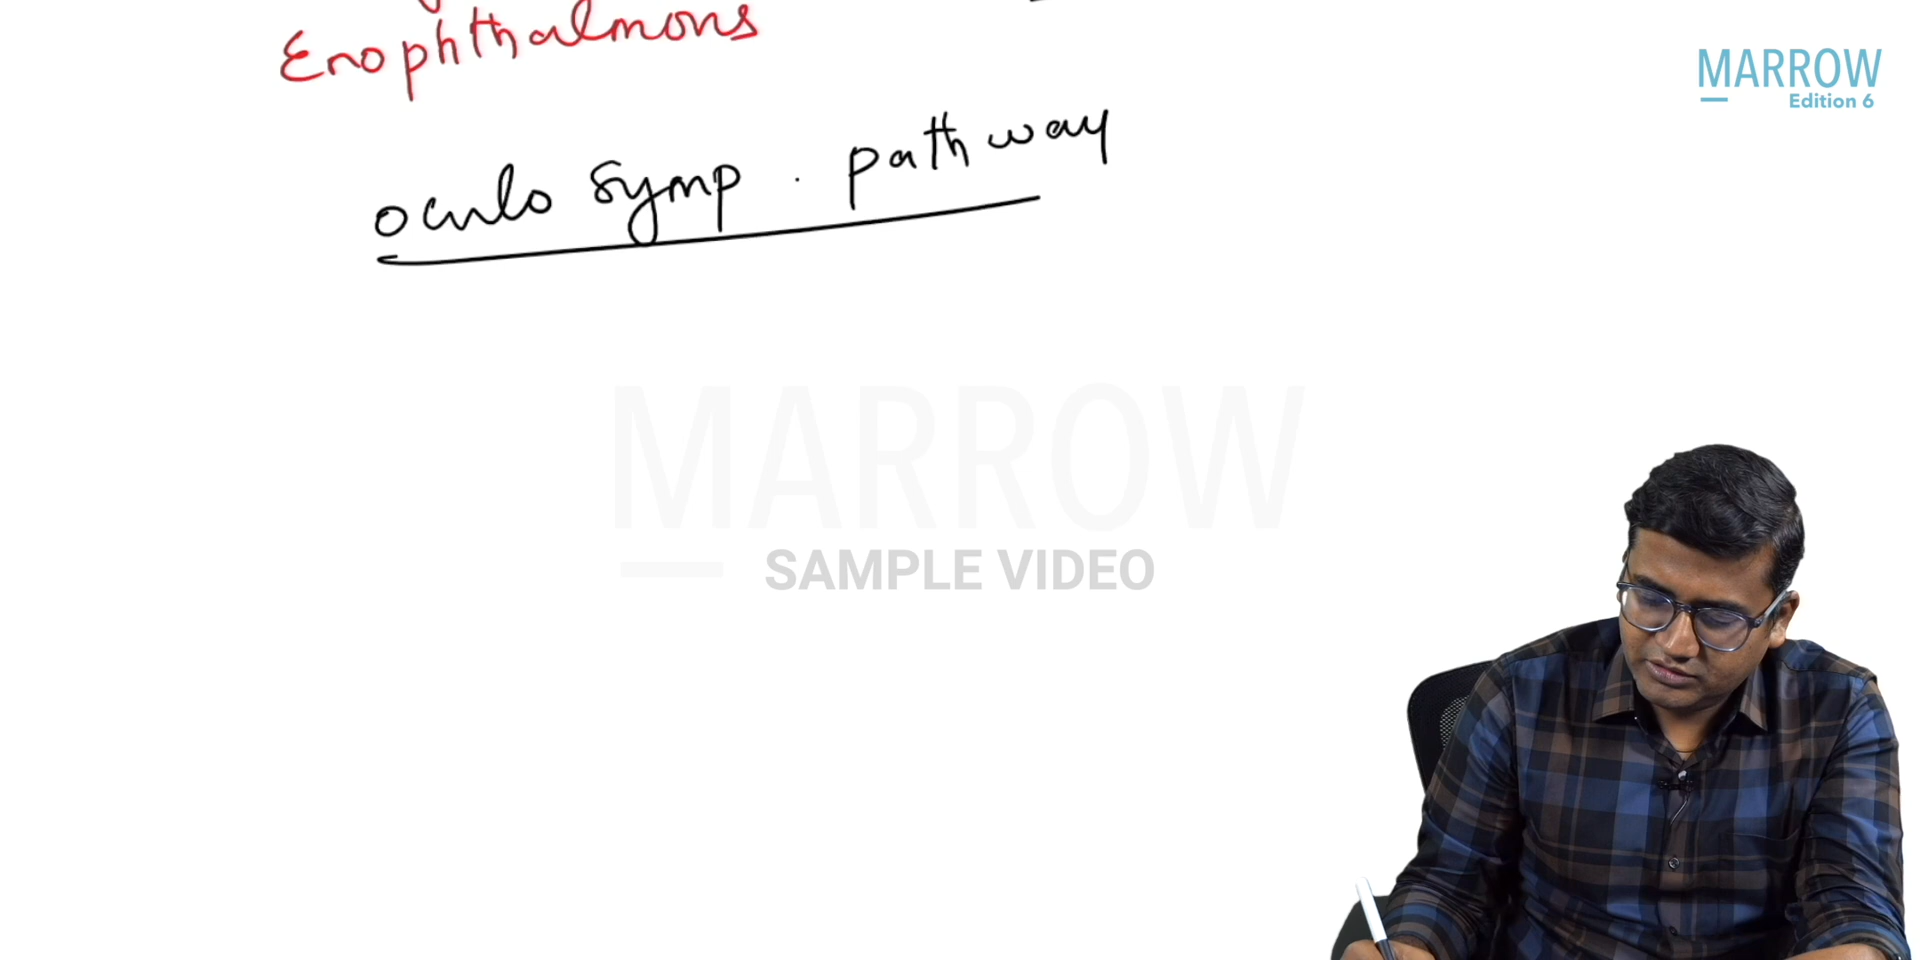 Enophthalmons
MARROW
Edition 6
oculo symp . pathway
MARROW
SAMPLE VIDEO